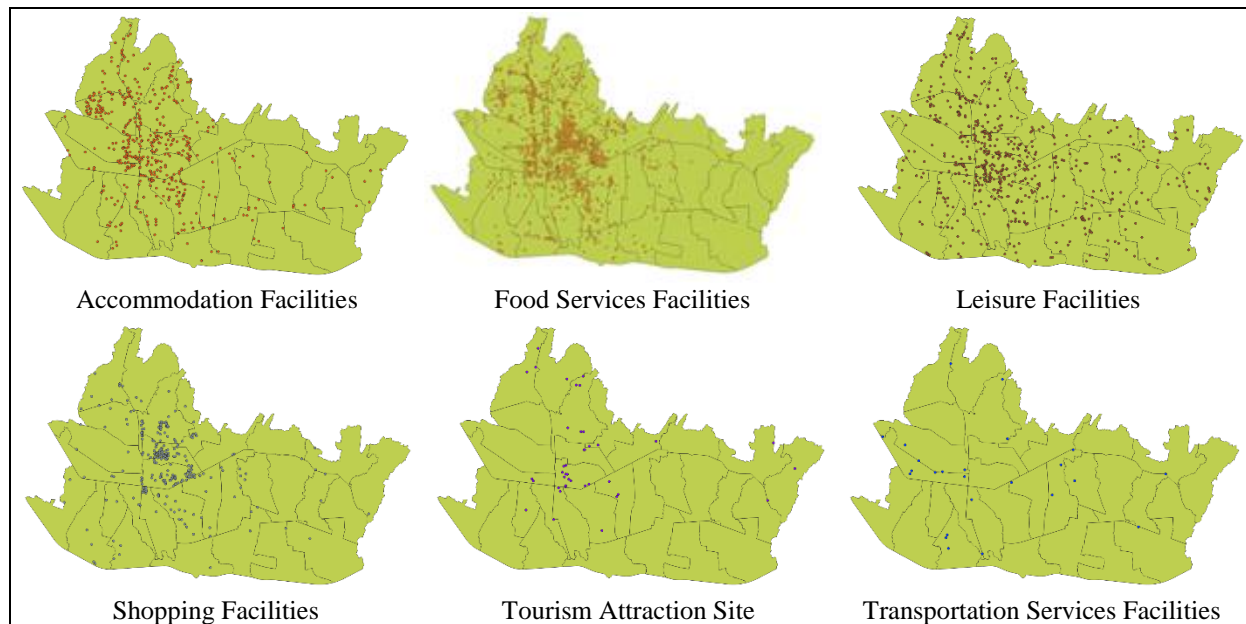 Accommodation Facilities
Food Services Facilities
Leisure Facilities
Shopping Facilities
Tourism Attraction Site
Transportation Services Facilities